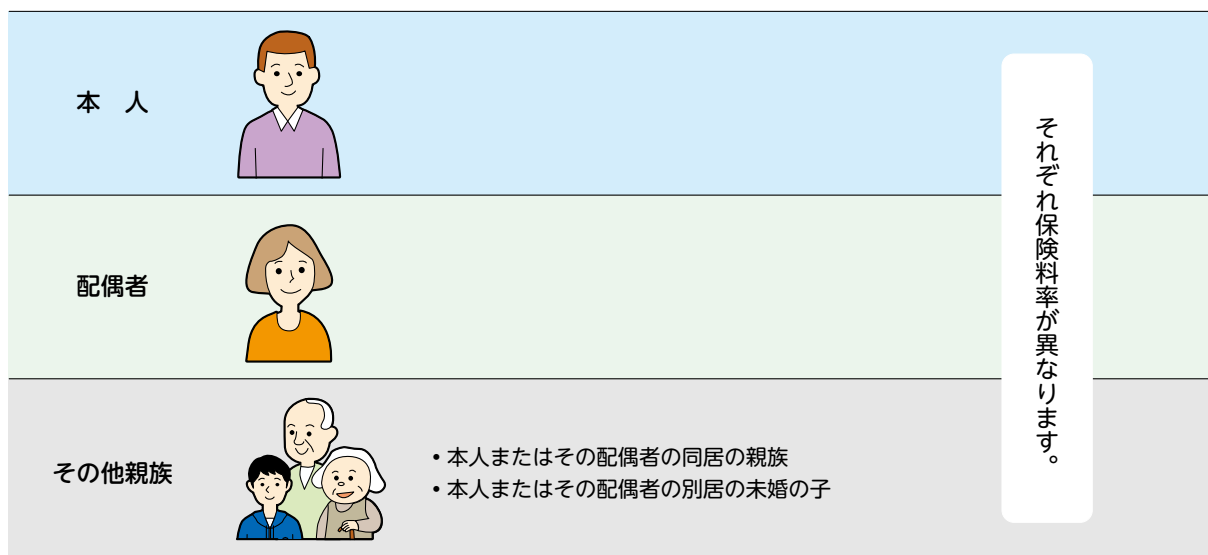 本　人
配偶者
その他親族
• 本人またはその配偶者の同居の親族
• 本人またはその配偶者の別居の未婚の子
それぞれ保険料率が異なります。